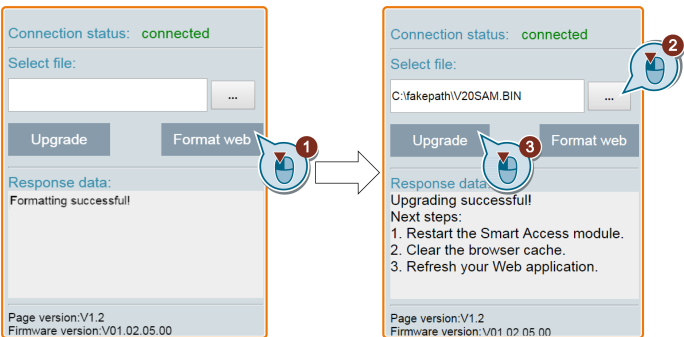 Connection status: connected
Select file:
...
Upgrade
Format web
1
Response data:
Formatting successful!
Page version:V1.2
Firmware version:V01.02.05.00
Connection status: connected
2
Select file:
C:\fakepath\V20SAM.BIN
...
Upgrade
3
Format web
Response data:
Upgrading successful!
Next steps:
1. Restart the Smart Access module.
2. Clear the browser cache.
3. Refresh your Web application.
Page version:V1.2
Firmware version:V01.02.05.00